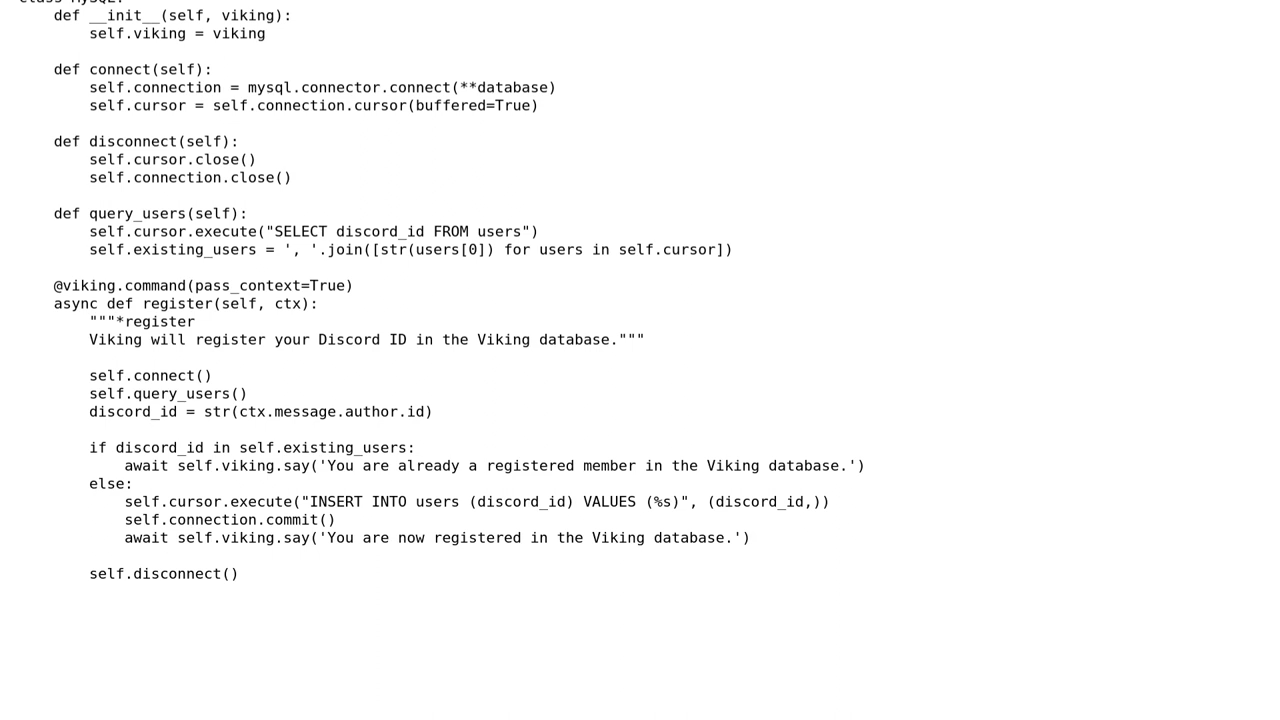 class MySQL:
    def __init__(self, viking):
        self.viking = viking

    def connect(self):
        self.connection = mysql.connector.connect(**database)
        self.cursor = self.connection.cursor(buffered=True)

    def disconnect(self):
        self.cursor.close()
        self.connection.close()

    def query_users(self):
        self.cursor.execute("SELECT discord_id FROM users")
        self.existing_users = ', '.join([str(users[0]) for users in self.cursor])

    @viking.command(pass_context=True)
    async def register(self, ctx):
        """*register
        Viking will register your Discord ID in the Viking database."""

        self.connect()
        self.query_users()
        discord_id = str(ctx.message.author.id)

        if discord_id in self.existing_users:
            await self.viking.say('You are already a registered member in the Viking database.')
        else:
            self.cursor.execute("INSERT INTO users (discord_id) VALUES (%s)", (discord_id,))
            self.connection.commit()
            await self.viking.say('You are now registered in the Viking database.')

        self.disconnect()